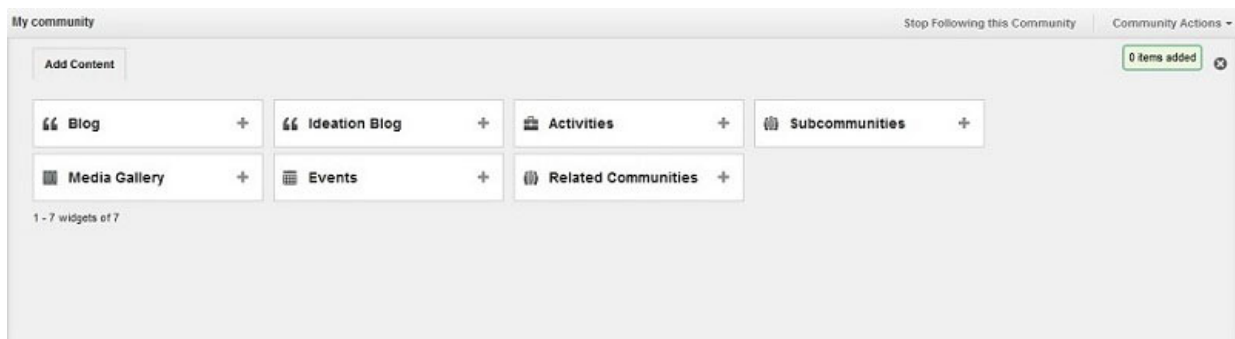 My community Stop Following this Community Community Actions
Add Content 0 items added
Blog Ideation Blog Activities Subcommunities
Media Gallery Events Related Communities
1 - 7 widgets of 7